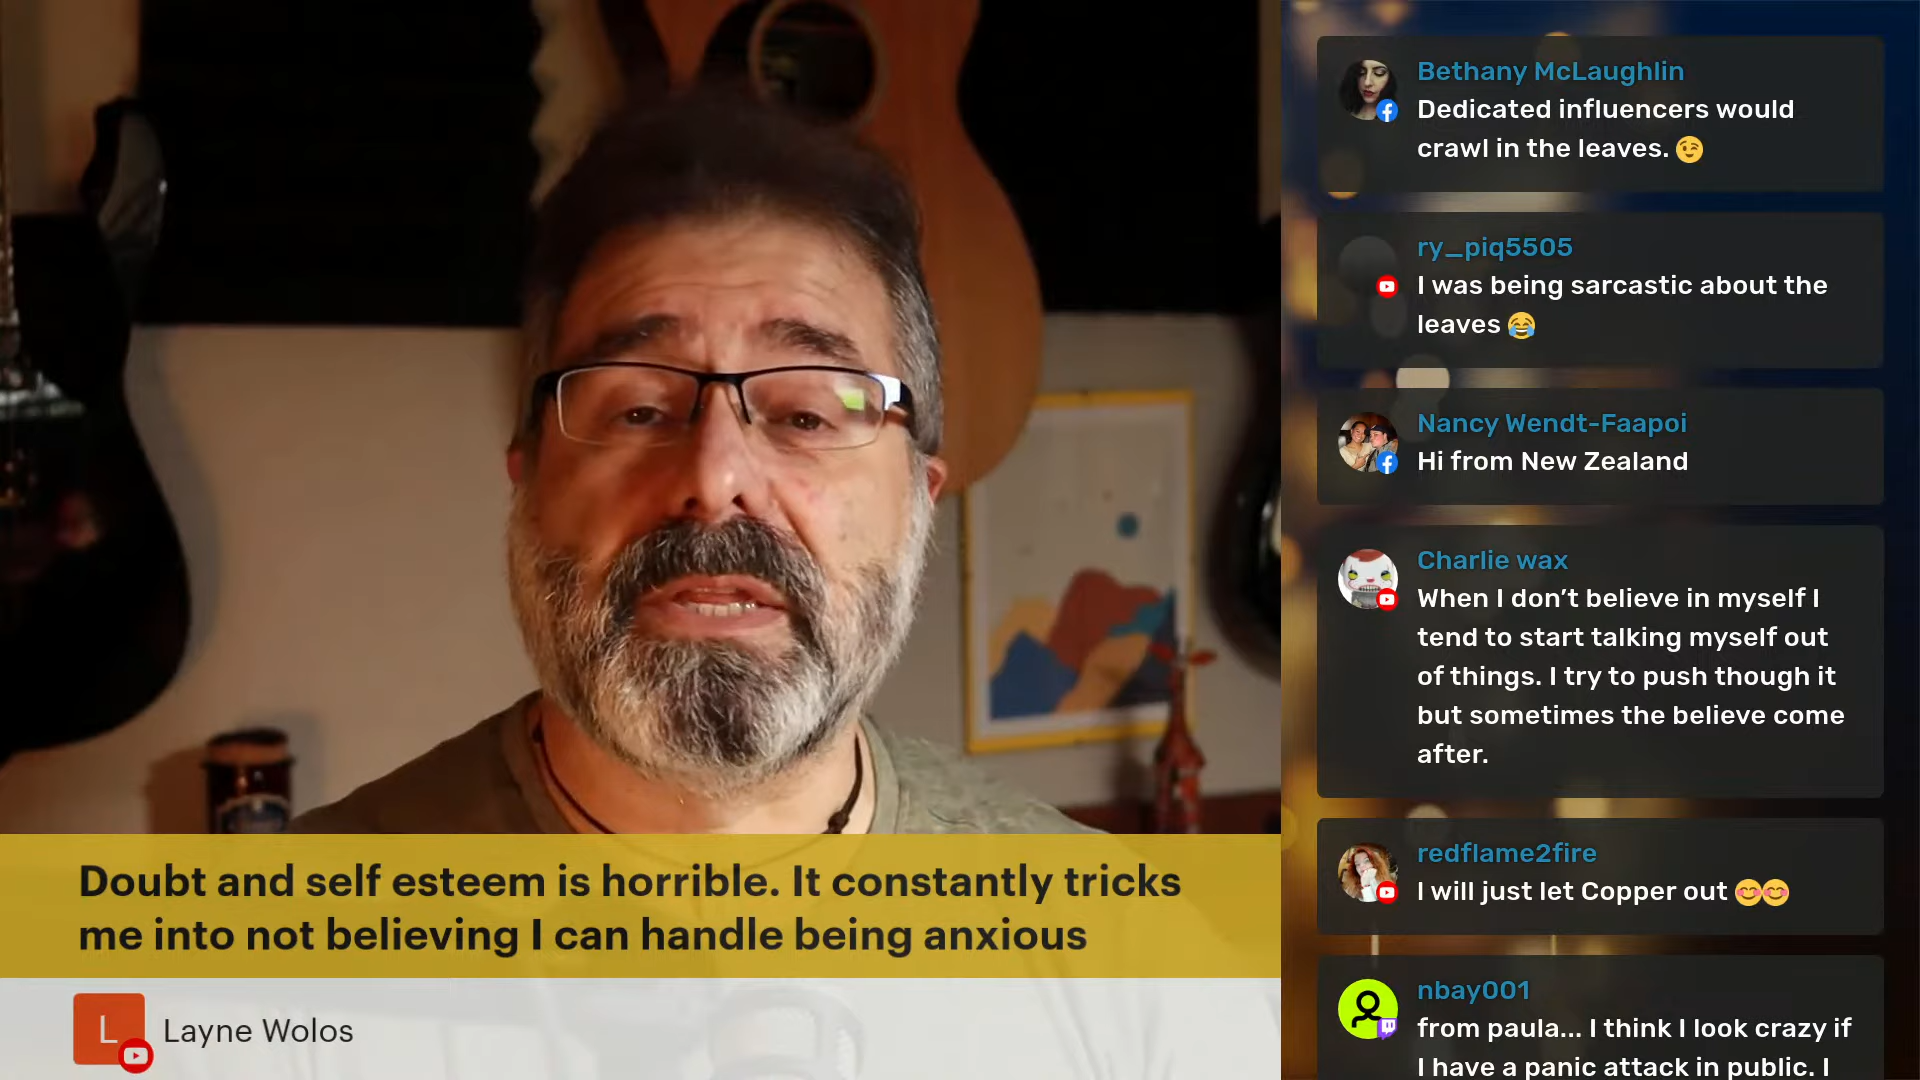 Bethany McLaughlin
Dedicated influencers would
crawl in the leaves. 😉
ry_piq5505
I was being sarcastic about the
leaves 😂
Nancy Wendt-Faapoi
Hi from New Zealand
Charlie wax
When I don’t believe in myself I
tend to start talking myself out
of things. I try to push though it
but sometimes the believe come
after.
redflame2fire
I will just let Copper out 😊😊
nbay001
from paula... I think I look crazy if
I have a panic attack in public. I
Doubt and self esteem is horrible. It constantly tricks
me into not believing I can handle being anxious
L
Layne Wolos